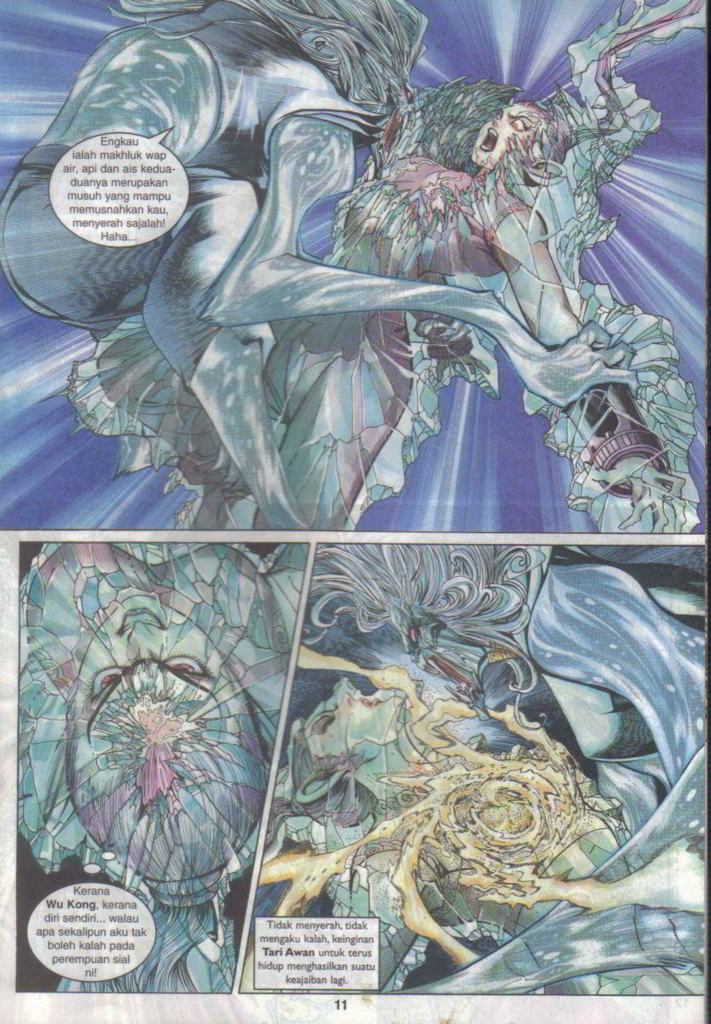 Engkau
ialah makhluk wap
air, api dan ais kedua-
duanya merupakan
musuh yang mampu
memusnahkan kau,
menyerah sajalah!
Haha...
Kerana
Wu Kong, kerana
diri sendiri... walau
apa sekalipun aku tak
boleh kalah pada
perempuan sial
ni!
Tidak menyerah, tidak
mengaku kalah, keinginan
Tari Awan untuk terus
hidup menghasilkan suatu
keajaiban lagi.
11